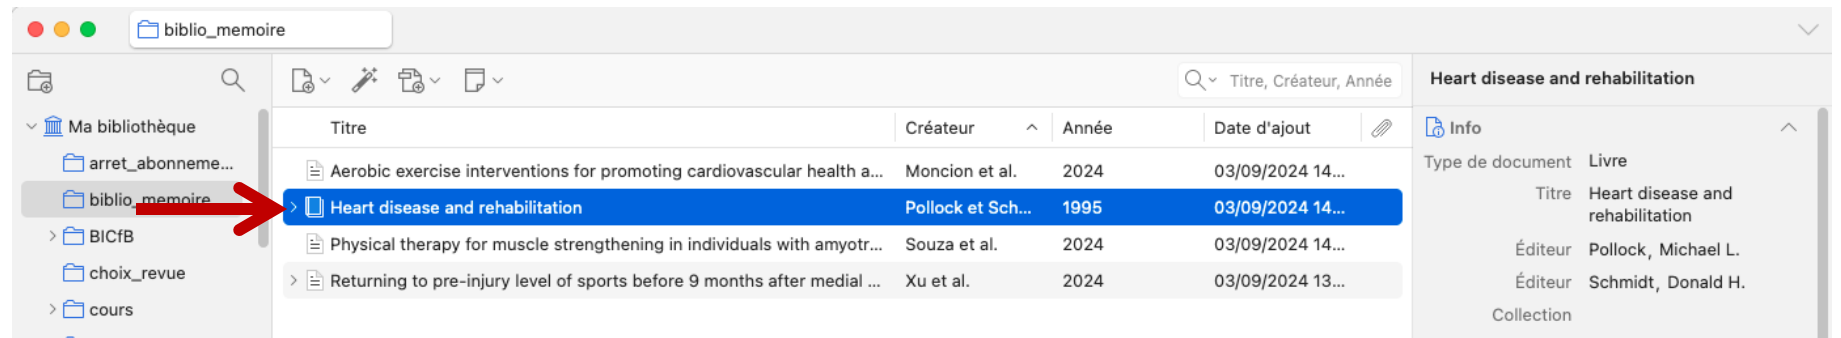 biblio_memoire
Titre, Créateur, Année
Ma bibliothèque
arret_abonneme...
biblio_memoire
BICfB
choix_revue
cours
Titre Créateur Année Date d'ajout
Aerobic exercise interventions for promoting cardiovascular health a... Moncion et al. 2024 03/09/2024 14...
Heart disease and rehabilitation Pollock et Sch... 1995 03/09/2024 14...
Physical therapy for muscle strengthening in individuals with amyotr... Souza et al. 2024 03/09/2024 14...
Returning to pre-injury level of sports before 9 months after medial ... Xu et al. 2024 03/09/2024 13...
Heart disease and rehabilitation
Info
Type de document Livre
Titre Heart disease and
rehabilitation
Éditeur Pollock, Michael L.
Éditeur Schmidt, Donald H.
Collection